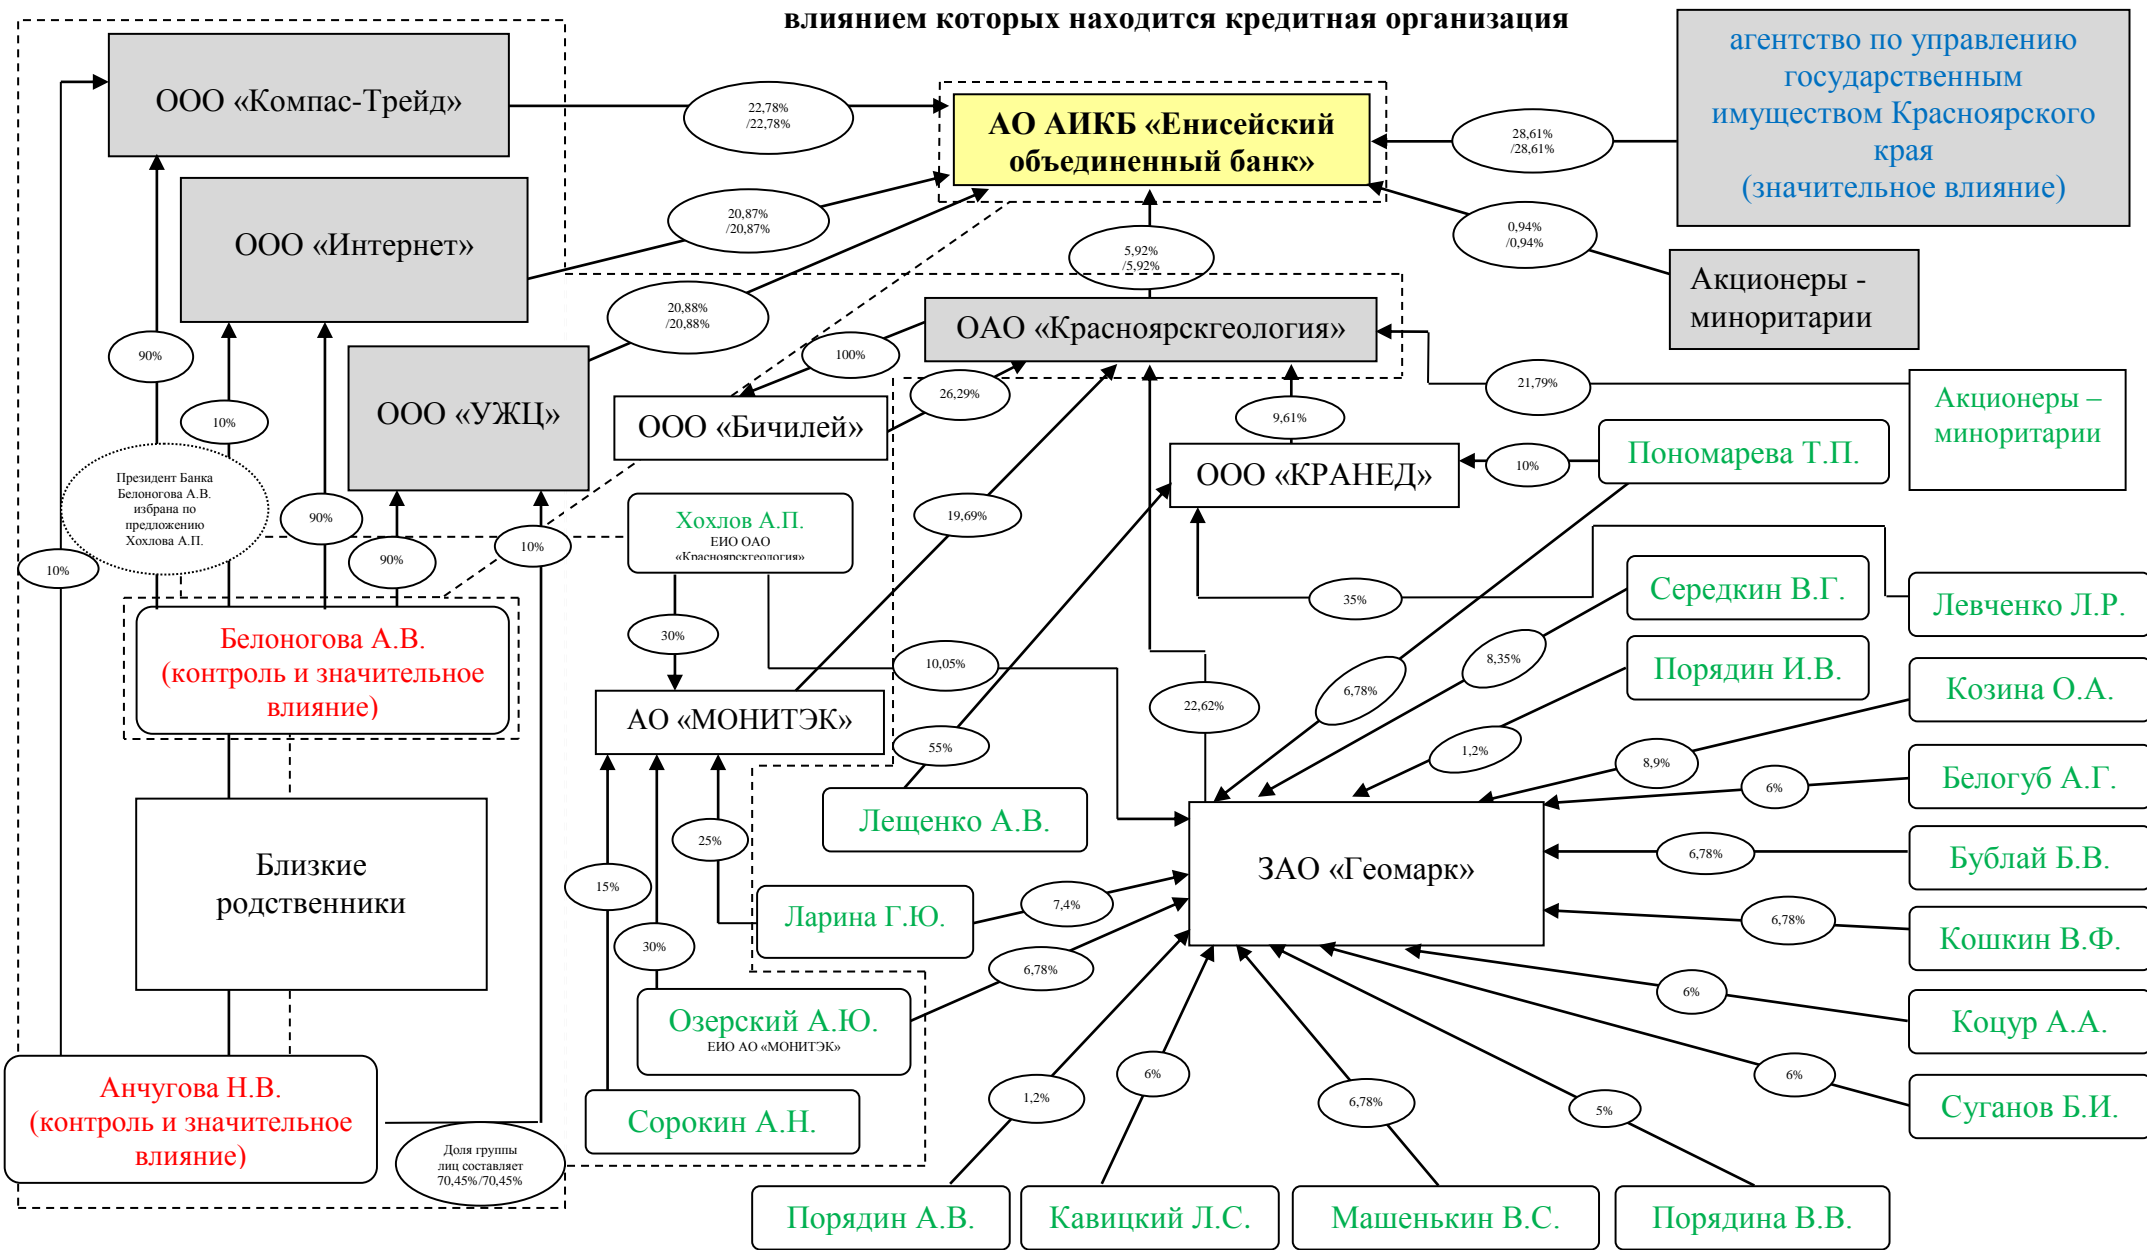 влиянием которых находится кредитная организация
ООО «Компас-Трейд»
22,78%
/22,78%
АО АИКБ «Енисейский
объединенный банк»
28,61%
/28,61%
агентство по управлению
государственным
имуществом Красноярского
края
(значительное влияние)
ООО «Интернет»
20,87%
/20,87%
5,92%
/5,92%
0,94%
/0,94%
Акционеры -
миноритарии
20,88%
/20,88%
ОАО «Красноярскгеология»
90%
100%
26,29%
21,79%
10%
ООО «УЖЦ»
ООО «Бичилей»
9,61%
Акционеры –
миноритарии
Пономарева Т.П.
10%
ООО «КРАНЕД»
Президент Банка
Белоногова А.В.
избрана по
предложению
Хохлова А.П.
90%
10%
90%
10%
Хохлов А.П.
ЕИО ОАО
«Красноярскгеология»
19,69%
35%
Середкин В.Г.
Левченко Л.Р.
Белоногова А.В.
(контроль и значительное
влияние)
30%
10,05%
8,35%
6,78%
Порядин И.В.
Козина О.А.
АО «МОНИТЭК»
22,62%
55%
1,2%
8,9%
Белогуб А.Г.
6%
Лещенко А.В.
25%
ЗАО «Геомарк»
6,78%
Бублай Б.В.
Близкие
родственники
15%
Ларина Г.Ю.
7,4%
6,78%
Кошкин В.Ф.
30%
6,78%
6%
Озерский А.Ю.
ЕИО АО «МОНИТЭК»
Коцур А.А.
Анчугова Н.В.
(контроль и значительное
влияние)
1,2%
6%
6,78%
5%
6%
Суганов Б.И.
Сорокин А.Н.
Доля группы
лиц составляет
70,45%/70,45%
Порядин А.В.
Кавицкий Л.С.
Машенькин В.С.
Порядина В.В.